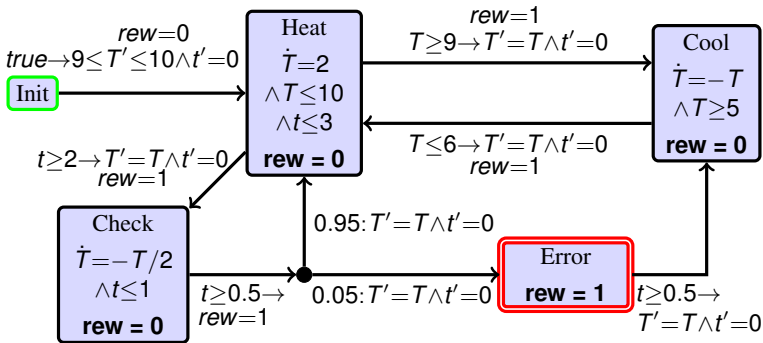 rew=0
true→9≤T′≤10∧t′=0
Init
Heat
Ṫ=2
∧T≤10
∧t≤3
rew = 0
rew=1
T≥9→T′=T∧t′=0
T≤6→T′=T∧t′=0
rew=1
Cool
Ṫ=−T
∧T≥5
rew = 0
t≥2→T′=T∧t′=0
rew=1
Check
Ṫ=−T/2
∧t≤1
rew = 0
t≥0.5→
rew=1
0.95: T′=T∧t′=0
0.05: T′=T∧t′=0
Error
rew = 1
t≥0.5→
T′=T∧t′=0